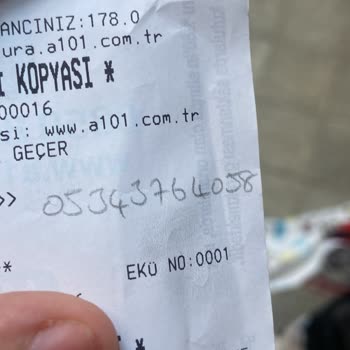 ANCINIZ:178.0
ura.a101.com.tr
İ KOPYASI *
00016
si: www.a101.com.tr
GEÇER
>> 05343764058
*
EKÜ NO:0001
*